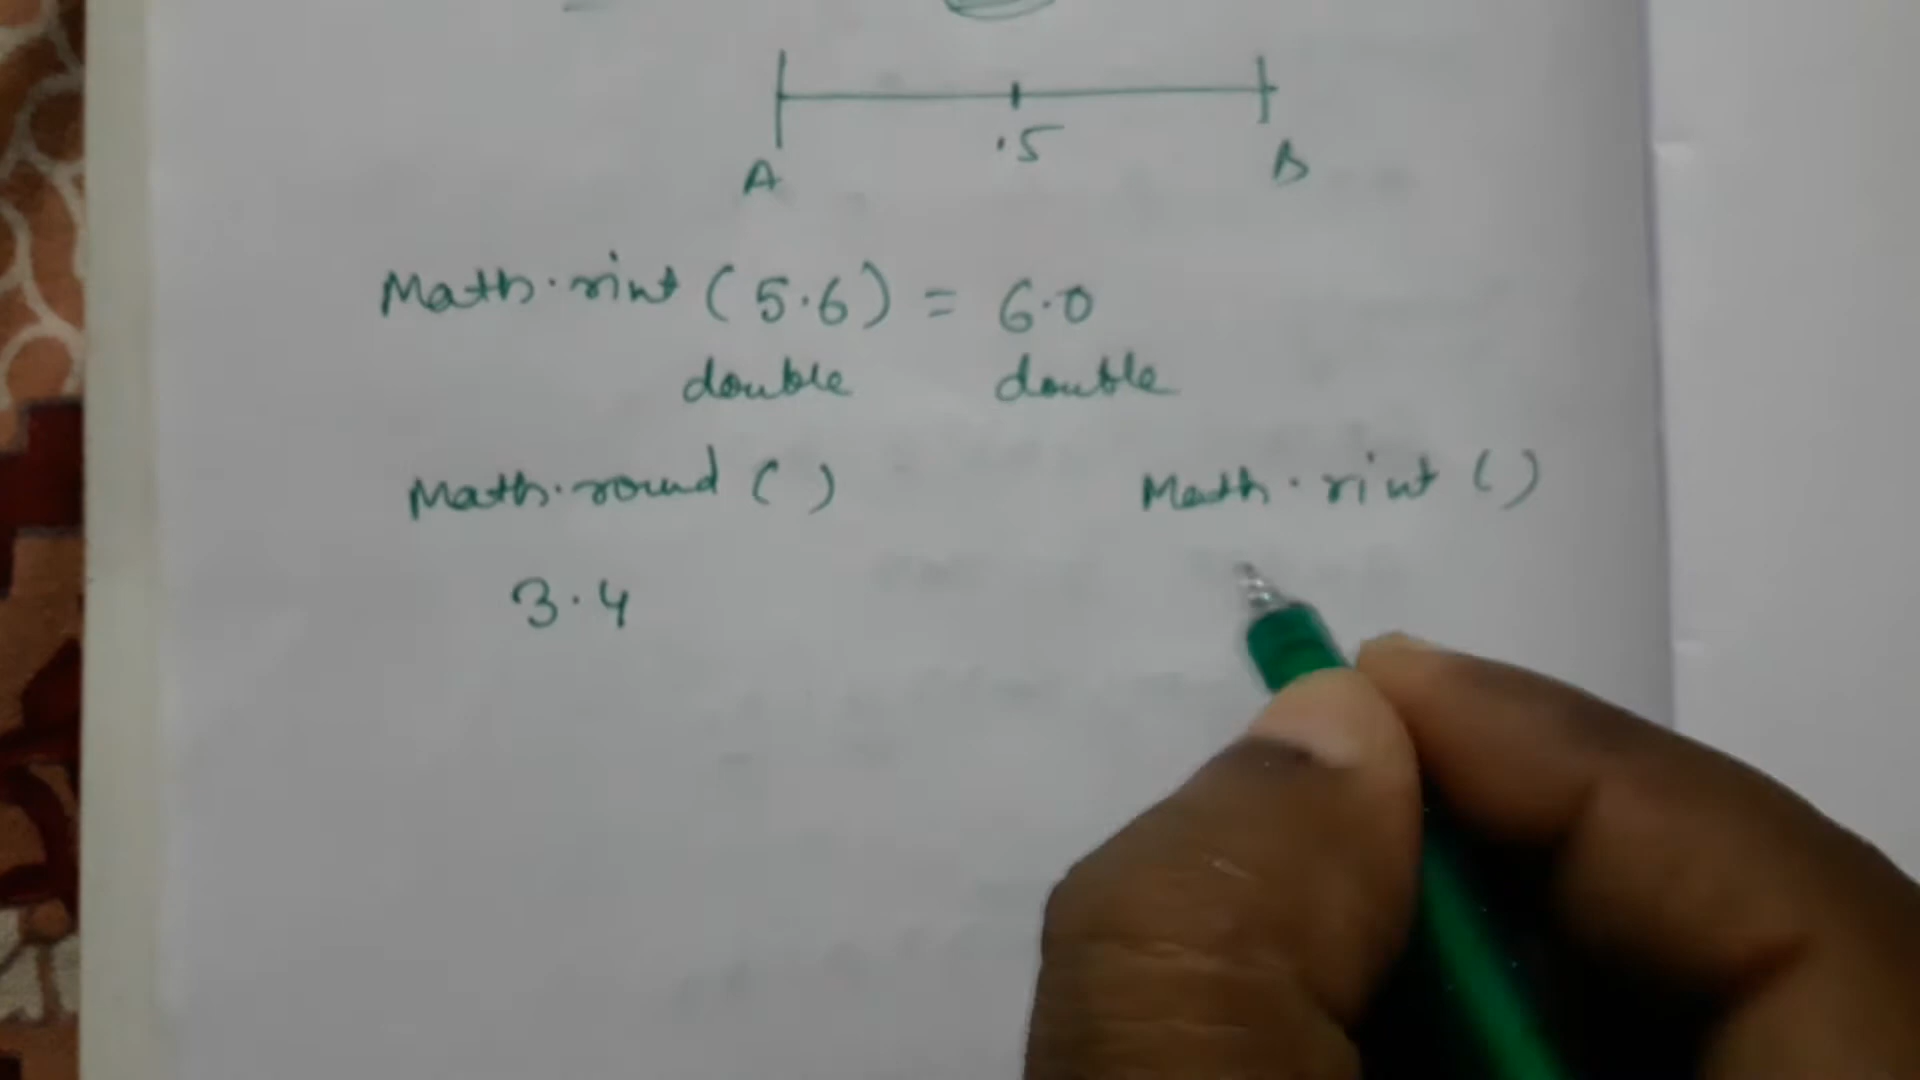 .5
A B
Math.rint (5.6) = 6.0
double double
Math.round ( ) Math.rint ( )
3.4